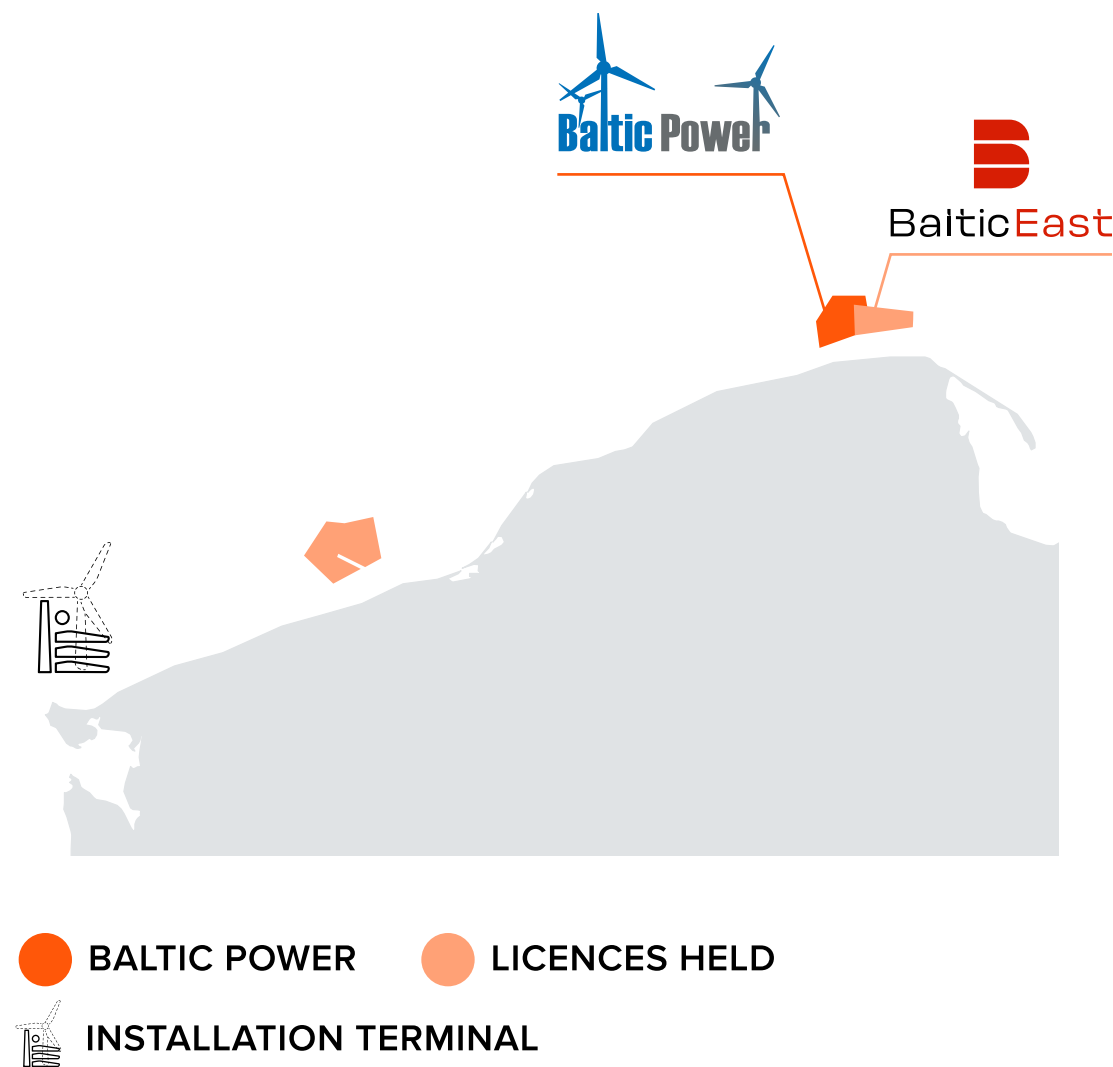 Baltic Power
BalticEast
BALTIC POWER
LICENCES HELD
INSTALLATION TERMINAL